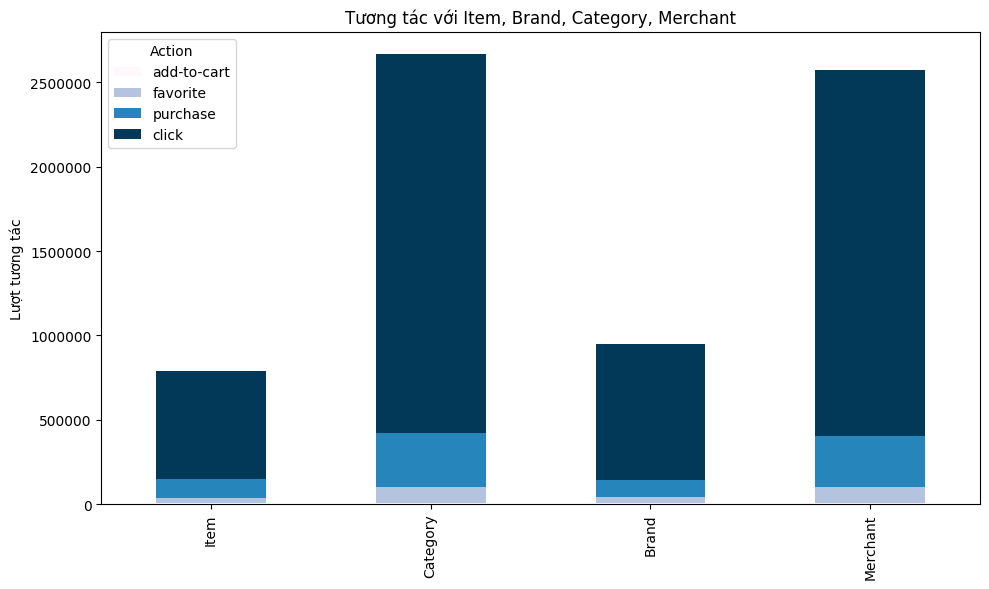 Tương tác với Item, Brand, Category, Merchant
Action
add-to-cart
favorite
purchase
click
Lượt tương tác
2500000
2000000
1500000
1000000
500000
0
Item
Category
Brand
Merchant